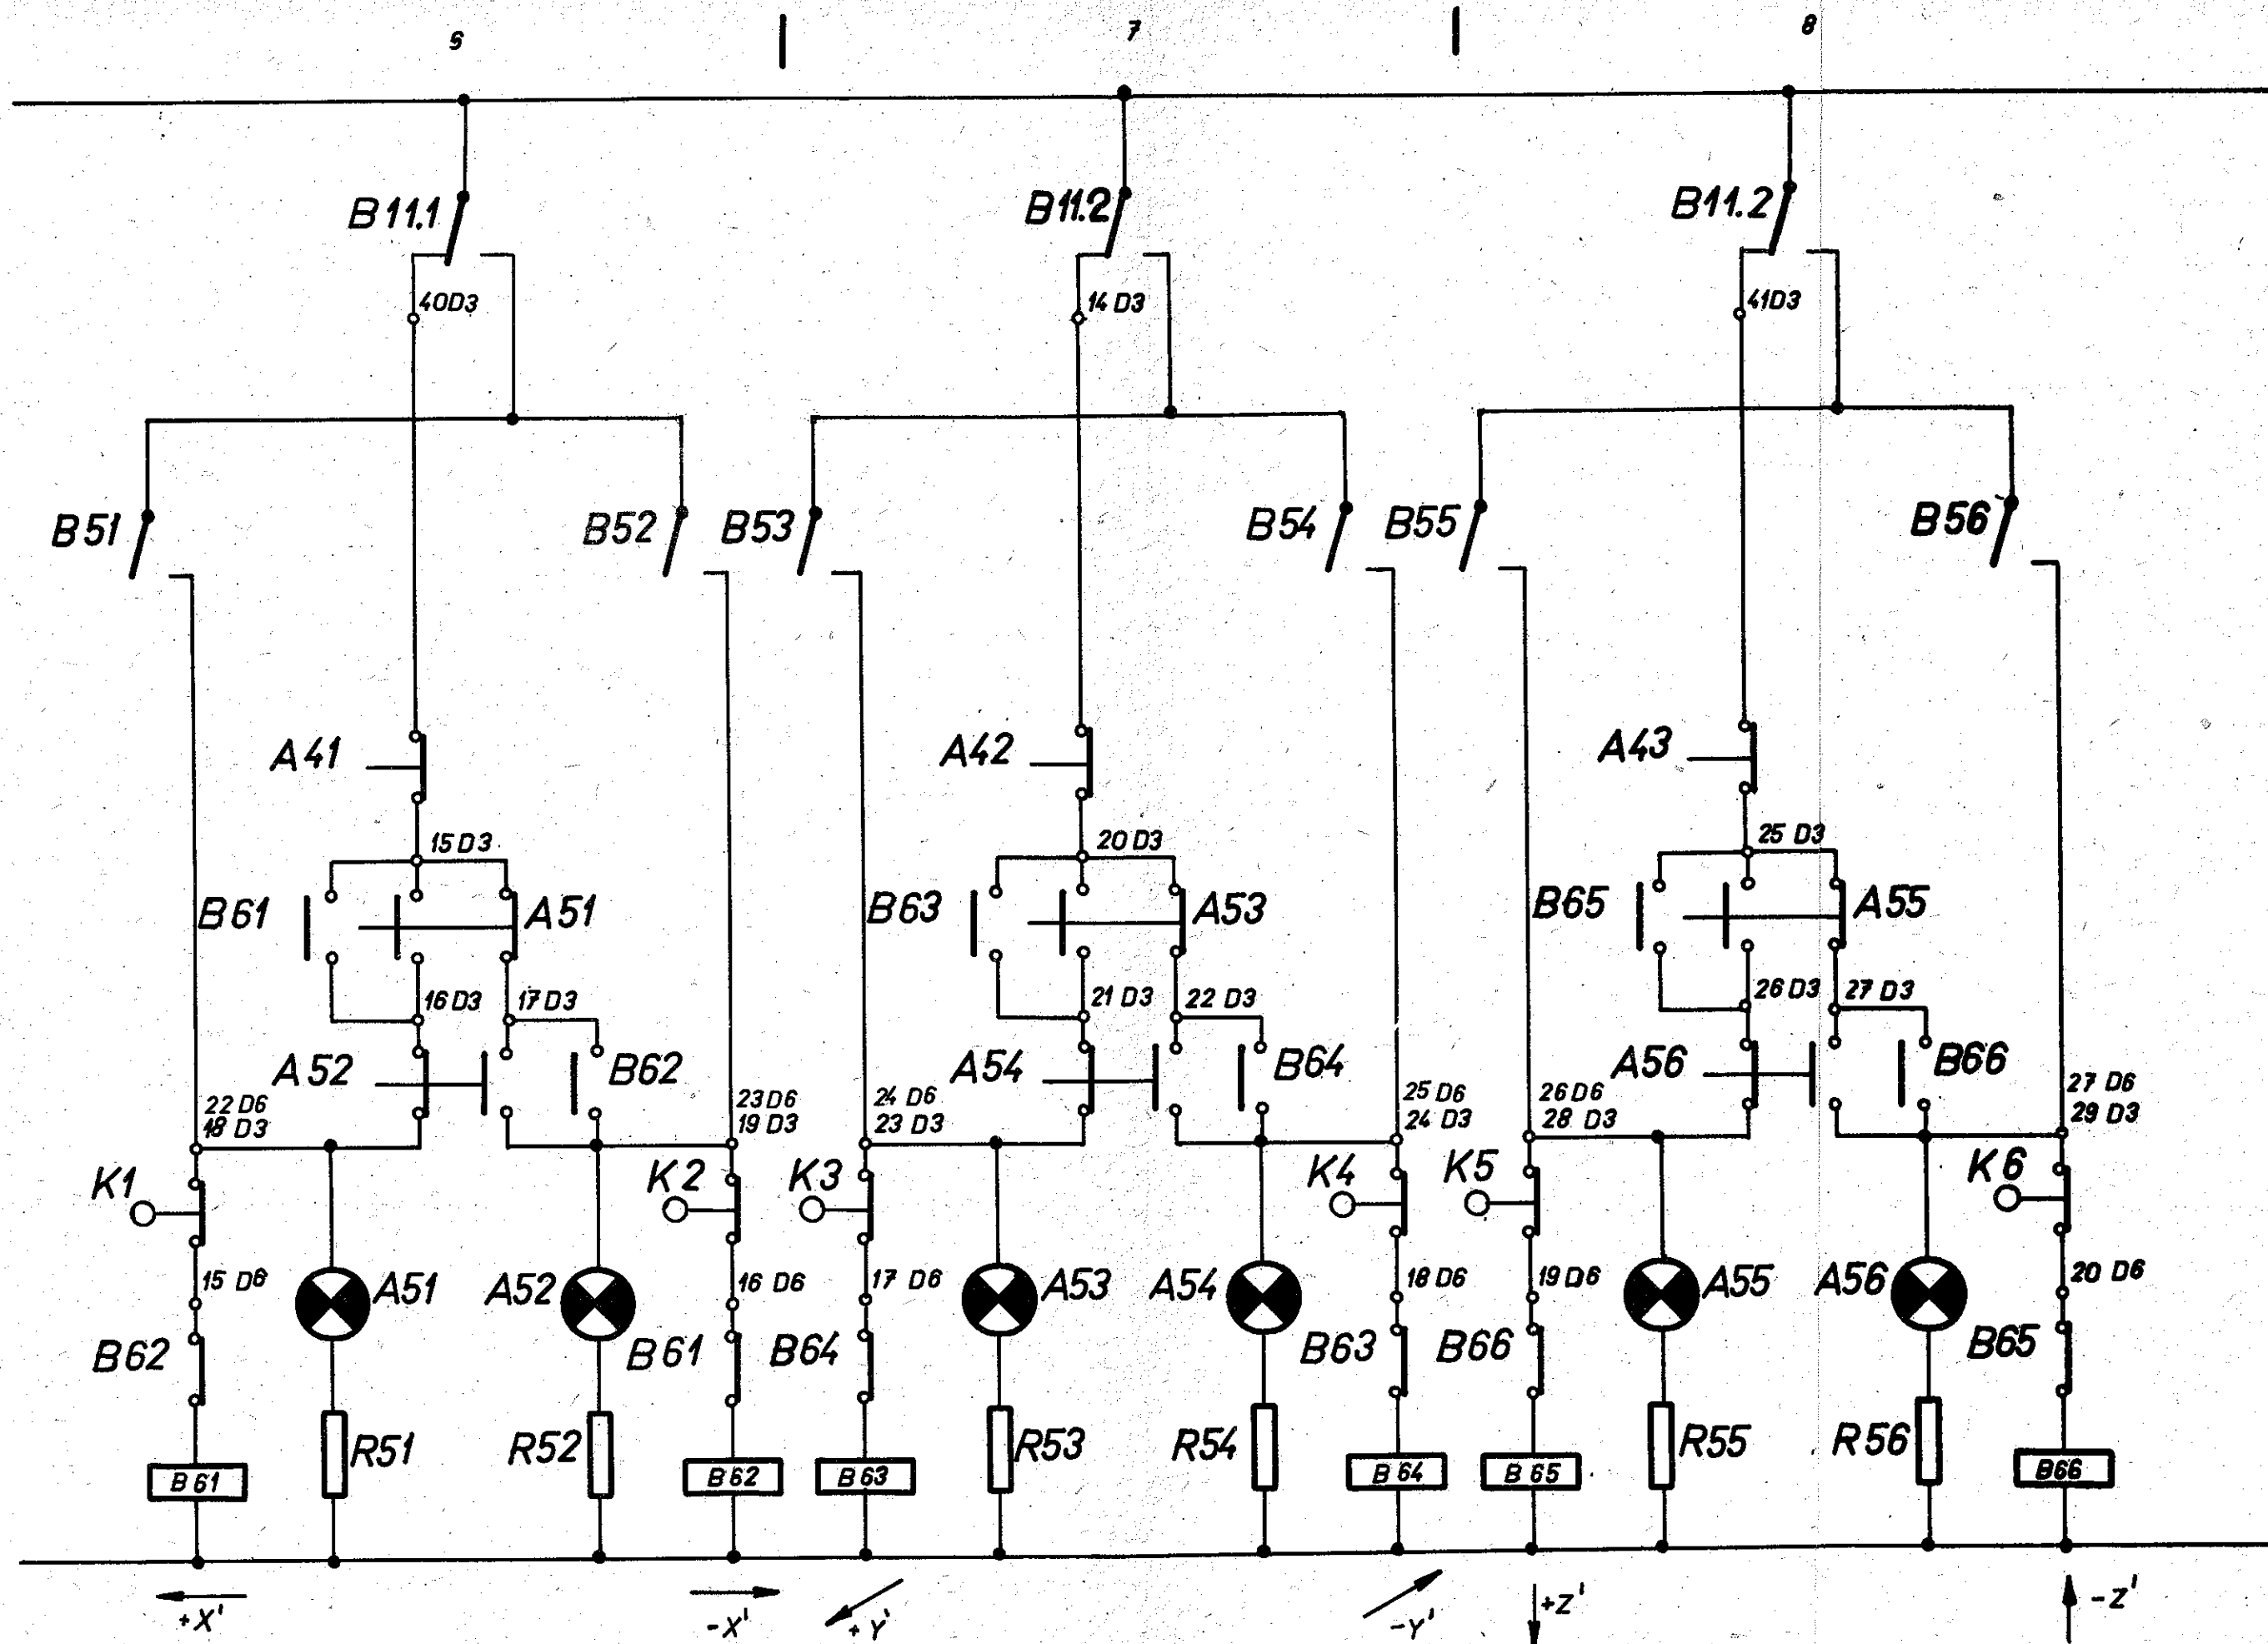 6 7 8
B11.1 B11.2 B11.2
40D3 14 D3 41D3
B51 B52 B53 B54 B55 B56
A41 A42 A43
15 D3 20 D3 25 D3
B61 A51 B63 A53 B65 A55
16 D3 17 D3 21 D3 22 D3 26 D3 27 D3
A52 B62 A54 B64 A56 B66
22 D6 23 D6 24 D6 25 D6 26 D6 27 D6
18 D3 19 D3 23 D3 24 D3 28 D3 29 D3
K1 K2 K3 K4 K5 K6
15 D6 A51 A52 16 D6 17 D6 A53 A54 18 D6 19 D6 A55 A56 20 D6
B62 B61 B64 B63 B66 B65
R51 R52 R53 R54 R55 R56
B 61 B 62 B 63 B 64 B 65 B66
+X' -X' +Y' -Y' +Z' -Z'